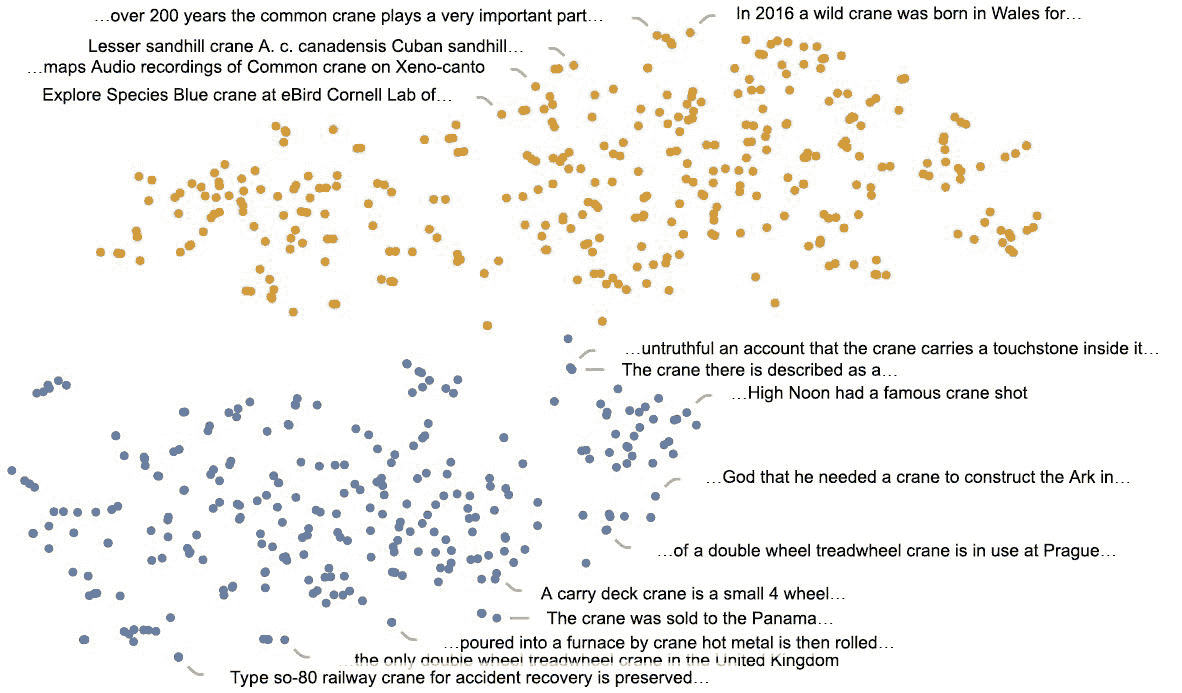 …over 200 years the common crane plays a very important part…
In 2016 a wild crane was born in Wales for…
Lesser sandhill crane A. c. canadensis Cuban sandhill…
…maps Audio recordings of Common crane on Xeno-canto
Explore Species Blue crane at eBird Cornell Lab of…
…untruthful an account that the crane carries a touchstone inside it…
The crane there is described as a…
…High Noon had a famous crane shot
…God that he needed a crane to construct the Ark in…
…of a double wheel treadwheel crane is in use at Prague…
A carry deck crane is a small 4 wheel…
The crane was sold to the Panama…
…poured into a furnace by crane hot metal is then rolled…
…the only double wheel treadwheel crane in the United Kingdom
Type so-80 railway crane for accident recovery is preserved…